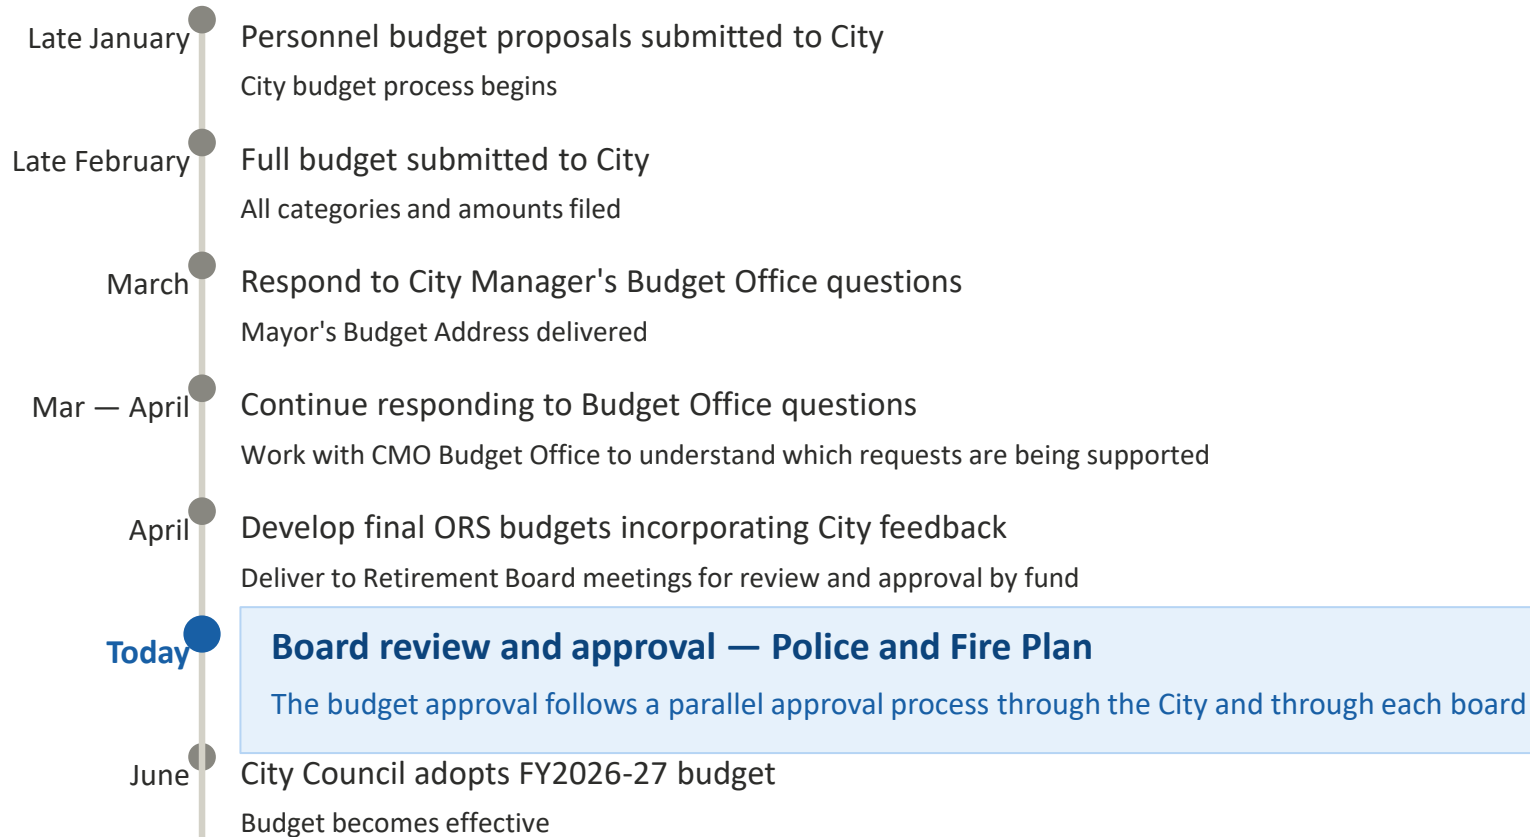 Late January
Personnel budget proposals submitted to City
City budget process begins
Late February
Full budget submitted to City
All categories and amounts filed
March
Respond to City Manager's Budget Office questions
Mayor's Budget Address delivered
Mar — April
Continue responding to Budget Office questions
Work with CMO Budget Office to understand which requests are being supported
April
Develop final ORS budgets incorporating City feedback
Deliver to Retirement Board meetings for review and approval by fund
Today
Board review and approval — Police and Fire Plan
The budget approval follows a parallel approval process through the City and through each board
June
City Council adopts FY2026-27 budget
Budget becomes effective